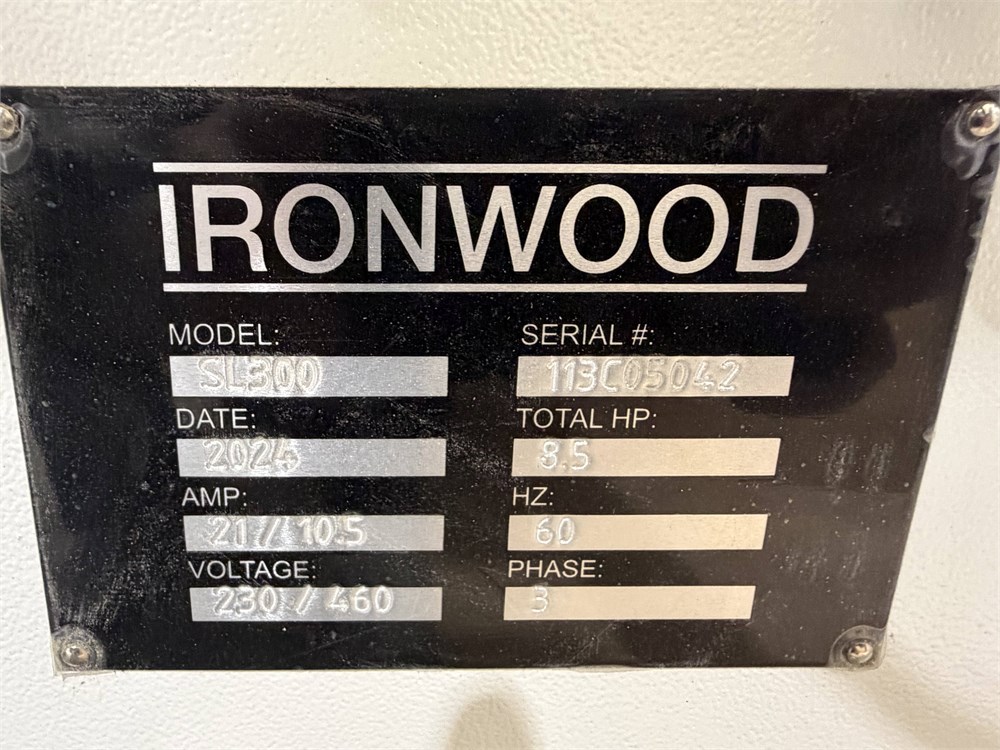 IRONWOOD
MODEL: SERIAL #:
SL300 113C05042
DATE: TOTAL HP:
2024 8.5
AMP: HZ:
21 / 10.5 60
VOLTAGE: PHASE:
230 / 460 3